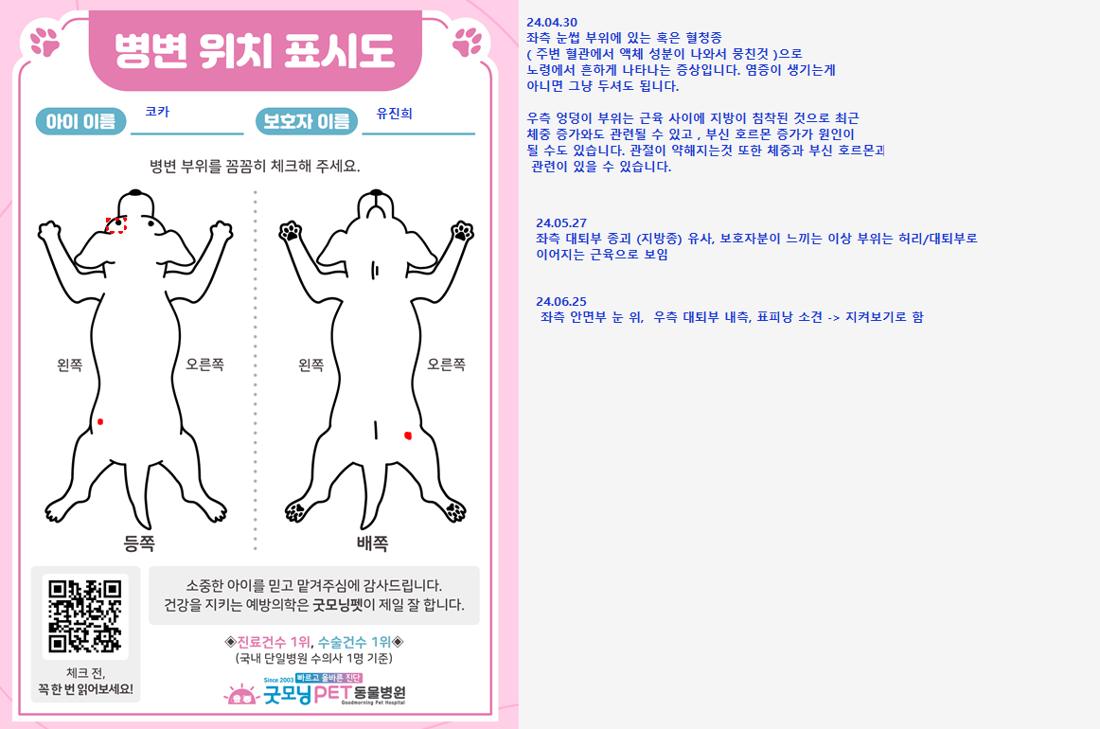 병변 위치 표시도
아이 이름 코카 보호자 이름 유진희
병변 부위를 꼼꼼히 체크해 주세요.
왼쪽 오른쪽 왼쪽 오른쪽
등쪽 배쪽
체크 전,
꼭 한 번 읽어보세요!
소중한 아이를 믿고 맡겨주심에 감사드립니다.
건강을 지키는 예방의학은 굿모닝펫이 제일 잘 합니다.
◈진료건수 1위, 수술건수 1위◈
(국내 단일병원 수의사 1명 기준)
Since 2003 빠르고 올바른 진단
굿모닝PET동물병원
Goodmorning Pet Hospital
24.04.30
좌측 눈썹 부위에 있는 혹은 혈청종
( 주변 혈관에서 액체 성분이 나와서 뭉친것 )으로
노령에서 흔하게 나타나는 증상입니다. 염증이 생기는게
아니면 그냥 두셔도 됩니다.
우측 엉덩이 부위는 근육 사이에 지방이 침착된 것으로 최근
체중 증가와도 관련될 수 있고 , 부신 호르몬 증가가 원인이
될 수도 있습니다. 관절이 약해지는것 또한 체중과 부신 호르몬과
관련이 있을 수 있습니다.
24.05.27
좌측 대퇴부 종괴 (지방종) 유사, 보호자분이 느끼는 이상 부위는 허리/대퇴부로
이어지는 근육으로 보임
24.06.25
좌측 안면부 눈 위, 우측 대퇴부 내측, 표피낭 소견 -> 지켜보기로 함